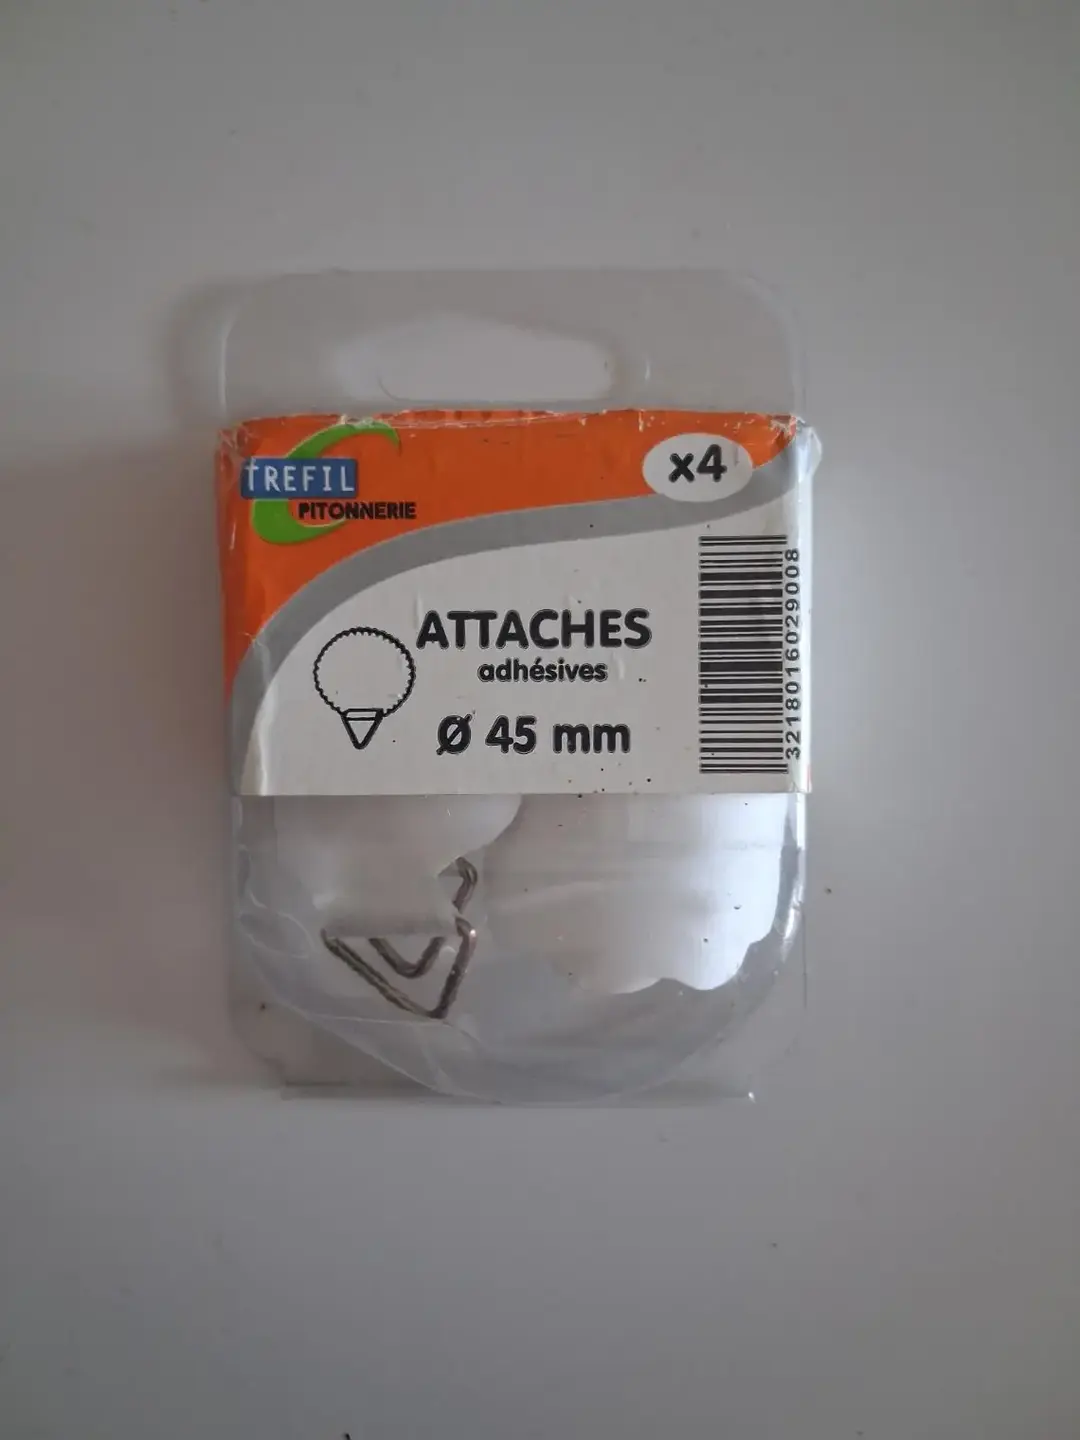 TREFIL
PITONNERIE
x4
ATTACHES
adhésives
Ø 45 mm
3218016029008